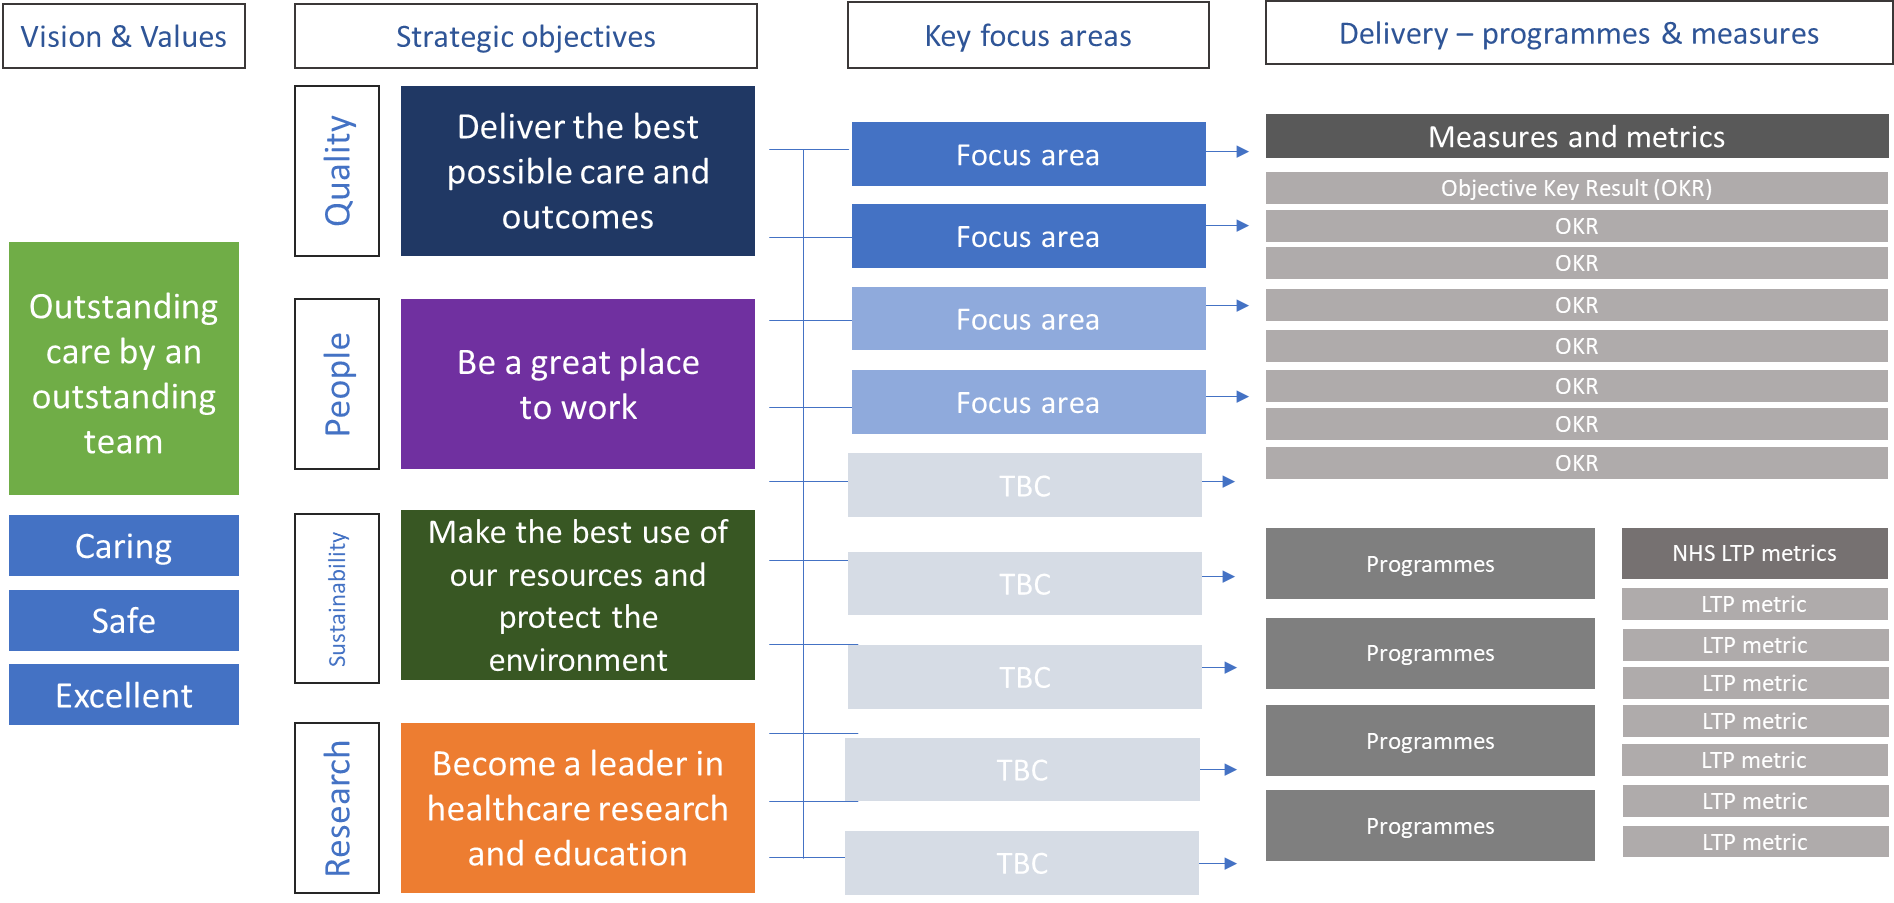 Vision & Values
Strategic objectives
Key focus areas
Delivery – programmes & measures
Outstanding
care by an
outstanding
team
Caring
Safe
Excellent
Quality
Deliver the best
possible care and
outcomes
People
Be a great place
to work
Sustainability
Make the best use of
our resources and
protect the
environment
Research
Become a leader in
healthcare research
and education
Focus area
Focus area
Focus area
Focus area
TBC
TBC
TBC
TBC
TBC
Measures and metrics
Objective Key Result (OKR)
OKR
OKR
OKR
OKR
OKR
OKR
OKR
Programmes
Programmes
Programmes
Programmes
NHS LTP metrics
LTP metric
LTP metric
LTP metric
LTP metric
LTP metric
LTP metric
LTP metric